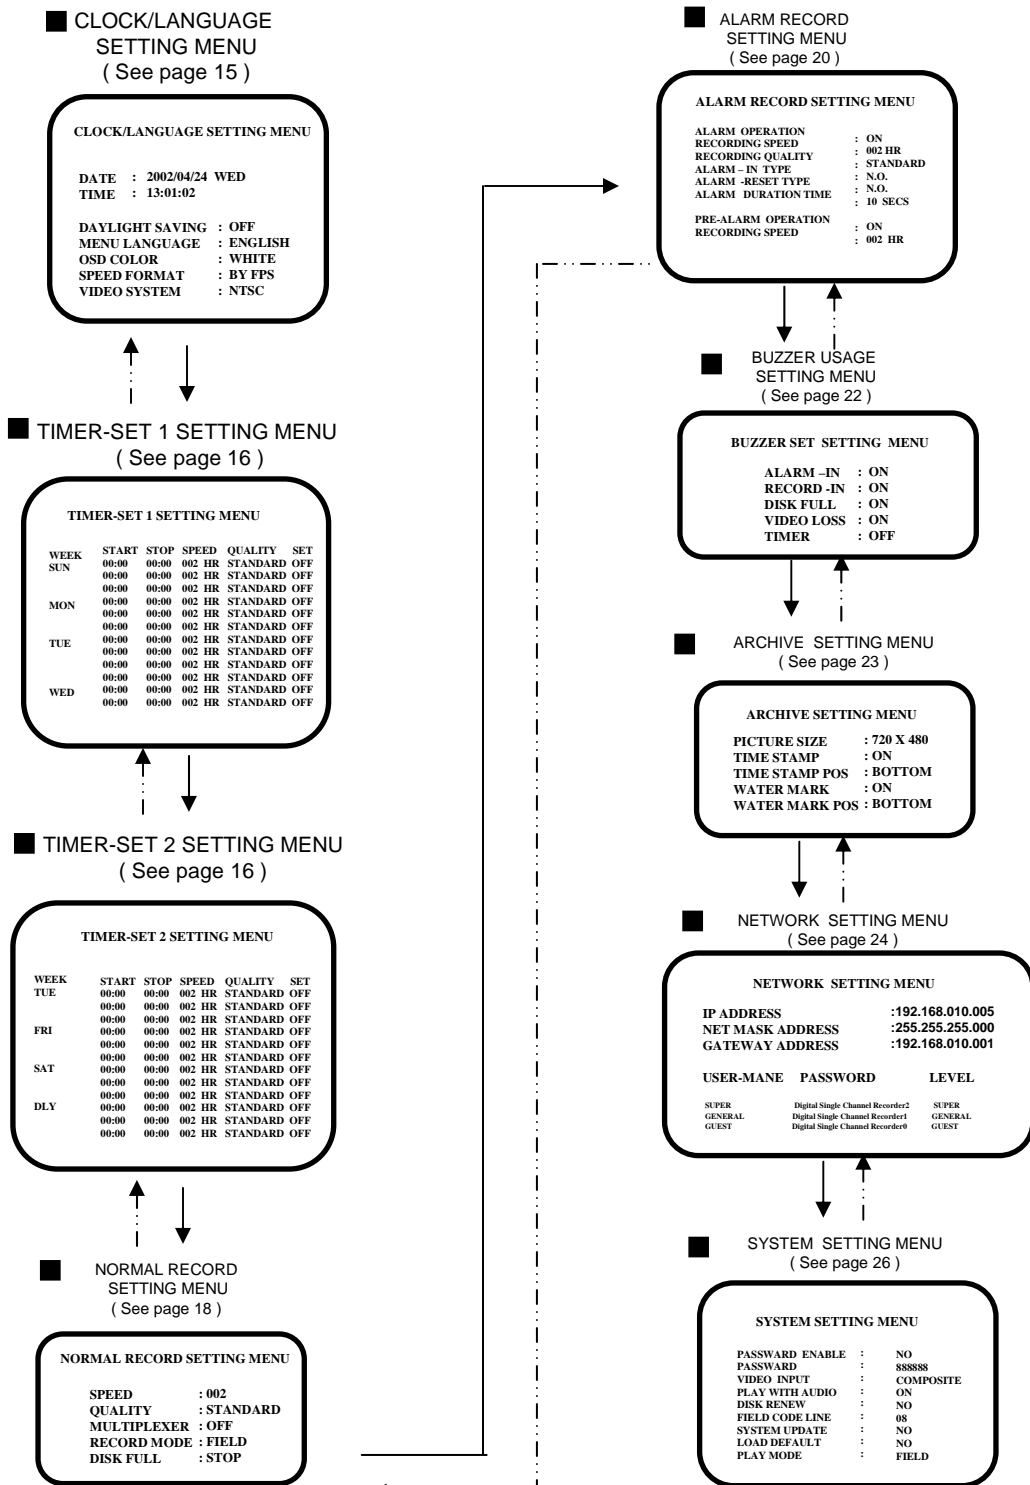 CLOCK/LANGUAGE
SETTING MENU
( See page 15 )
CLOCK/LANGUAGE SETTING MENU
DATE : 2002/04/24 WED
TIME : 13:01:02
DAYLIGHT SAVING : OFF
MENU LANGUAGE : ENGLISH
OSD COLOR : WHITE
SPEED FORMAT : BY FPS
VIDEO SYSTEM : NTSC
TIMER-SET 1 SETTING MENU
( See page 16 )
TIMER-SET 1 SETTING MENU
WEEK START STOP SPEED QUALITY SET
SUN 00:00 00:00 002 HR STANDARD OFF
00:00 00:00 002 HR STANDARD OFF
00:00 00:00 002 HR STANDARD OFF
MON 00:00 00:00 002 HR STANDARD OFF
00:00 00:00 002 HR STANDARD OFF
00:00 00:00 002 HR STANDARD OFF
TUE 00:00 00:00 002 HR STANDARD OFF
00:00 00:00 002 HR STANDARD OFF
00:00 00:00 002 HR STANDARD OFF
00:00 00:00 002 HR STANDARD OFF
WED 00:00 00:00 002 HR STANDARD OFF
00:00 00:00 002 HR STANDARD OFF
TIMER-SET 2 SETTING MENU
( See page 16 )
TIMER-SET 2 SETTING MENU
WEEK START STOP SPEED QUALITY SET
TUE 00:00 00:00 002 HR STANDARD OFF
00:00 00:00 002 HR STANDARD OFF
00:00 00:00 002 HR STANDARD OFF
FRI 00:00 00:00 002 HR STANDARD OFF
00:00 00:00 002 HR STANDARD OFF
00:00 00:00 002 HR STANDARD OFF
SAT 00:00 00:00 002 HR STANDARD OFF
00:00 00:00 002 HR STANDARD OFF
00:00 00:00 002 HR STANDARD OFF
DLY 00:00 00:00 002 HR STANDARD OFF
00:00 00:00 002 HR STANDARD OFF
00:00 00:00 002 HR STANDARD OFF
NORMAL RECORD
SETTING MENU
( See page 18 )
NORMAL RECORD SETTING MENU
SPEED : 002
QUALITY : STANDARD
MULTIPLEXER : OFF
RECORD MODE : FIELD
DISK FULL : STOP
ALARM RECORD
SETTING MENU
( See page 20 )
ALARM RECORD SETTING MENU
ALARM OPERATION : ON
RECORDING SPEED : 002 HR
RECORDING QUALITY : STANDARD
ALARM – IN TYPE : N.O.
ALARM -RESET TYPE : N.O.
ALARM DURATION TIME : 10 SECS
PRE-ALARM OPERATION : ON
RECORDING SPEED : 002 HR
BUZZER USAGE
SETTING MENU
( See page 22 )
BUZZER SET SETTING MENU
ALARM –IN : ON
RECORD -IN : ON
DISK FULL : ON
VIDEO LOSS : ON
TIMER : OFF
ARCHIVE SETTING MENU
( See page 23 )
ARCHIVE SETTING MENU
PICTURE SIZE : 720 X 480
TIME STAMP : ON
TIME STAMP POS : BOTTOM
WATER MARK : ON
WATER MARK POS : BOTTOM
NETWORK SETTING MENU
( See page 24 )
NETWORK SETTING MENU
IP ADDRESS :192.168.010.005
NET MASK ADDRESS :255.255.255.000
GATEWAY ADDRESS :192.168.010.001
USER-MANE PASSWORD LEVEL
SUPER Digital Single Channel Recorder2 SUPER
GENERAL Digital Single Channel Recorder1 GENERAL
GUEST Digital Single Channel Recorder0 GUEST
SYSTEM SETTING MENU
( See page 26 )
SYSTEM SETTING MENU
PASSWARD ENABLE : NO
PASSWARD : 888888
VIDEO INPUT : COMPOSITE
PLAY WITH AUDIO : ON
DISK RENEW : NO
FIELD CODE LINE : 08
SYSTEM UPDATE : NO
LOAD DEFAULT : NO
PLAY MODE : FIELD